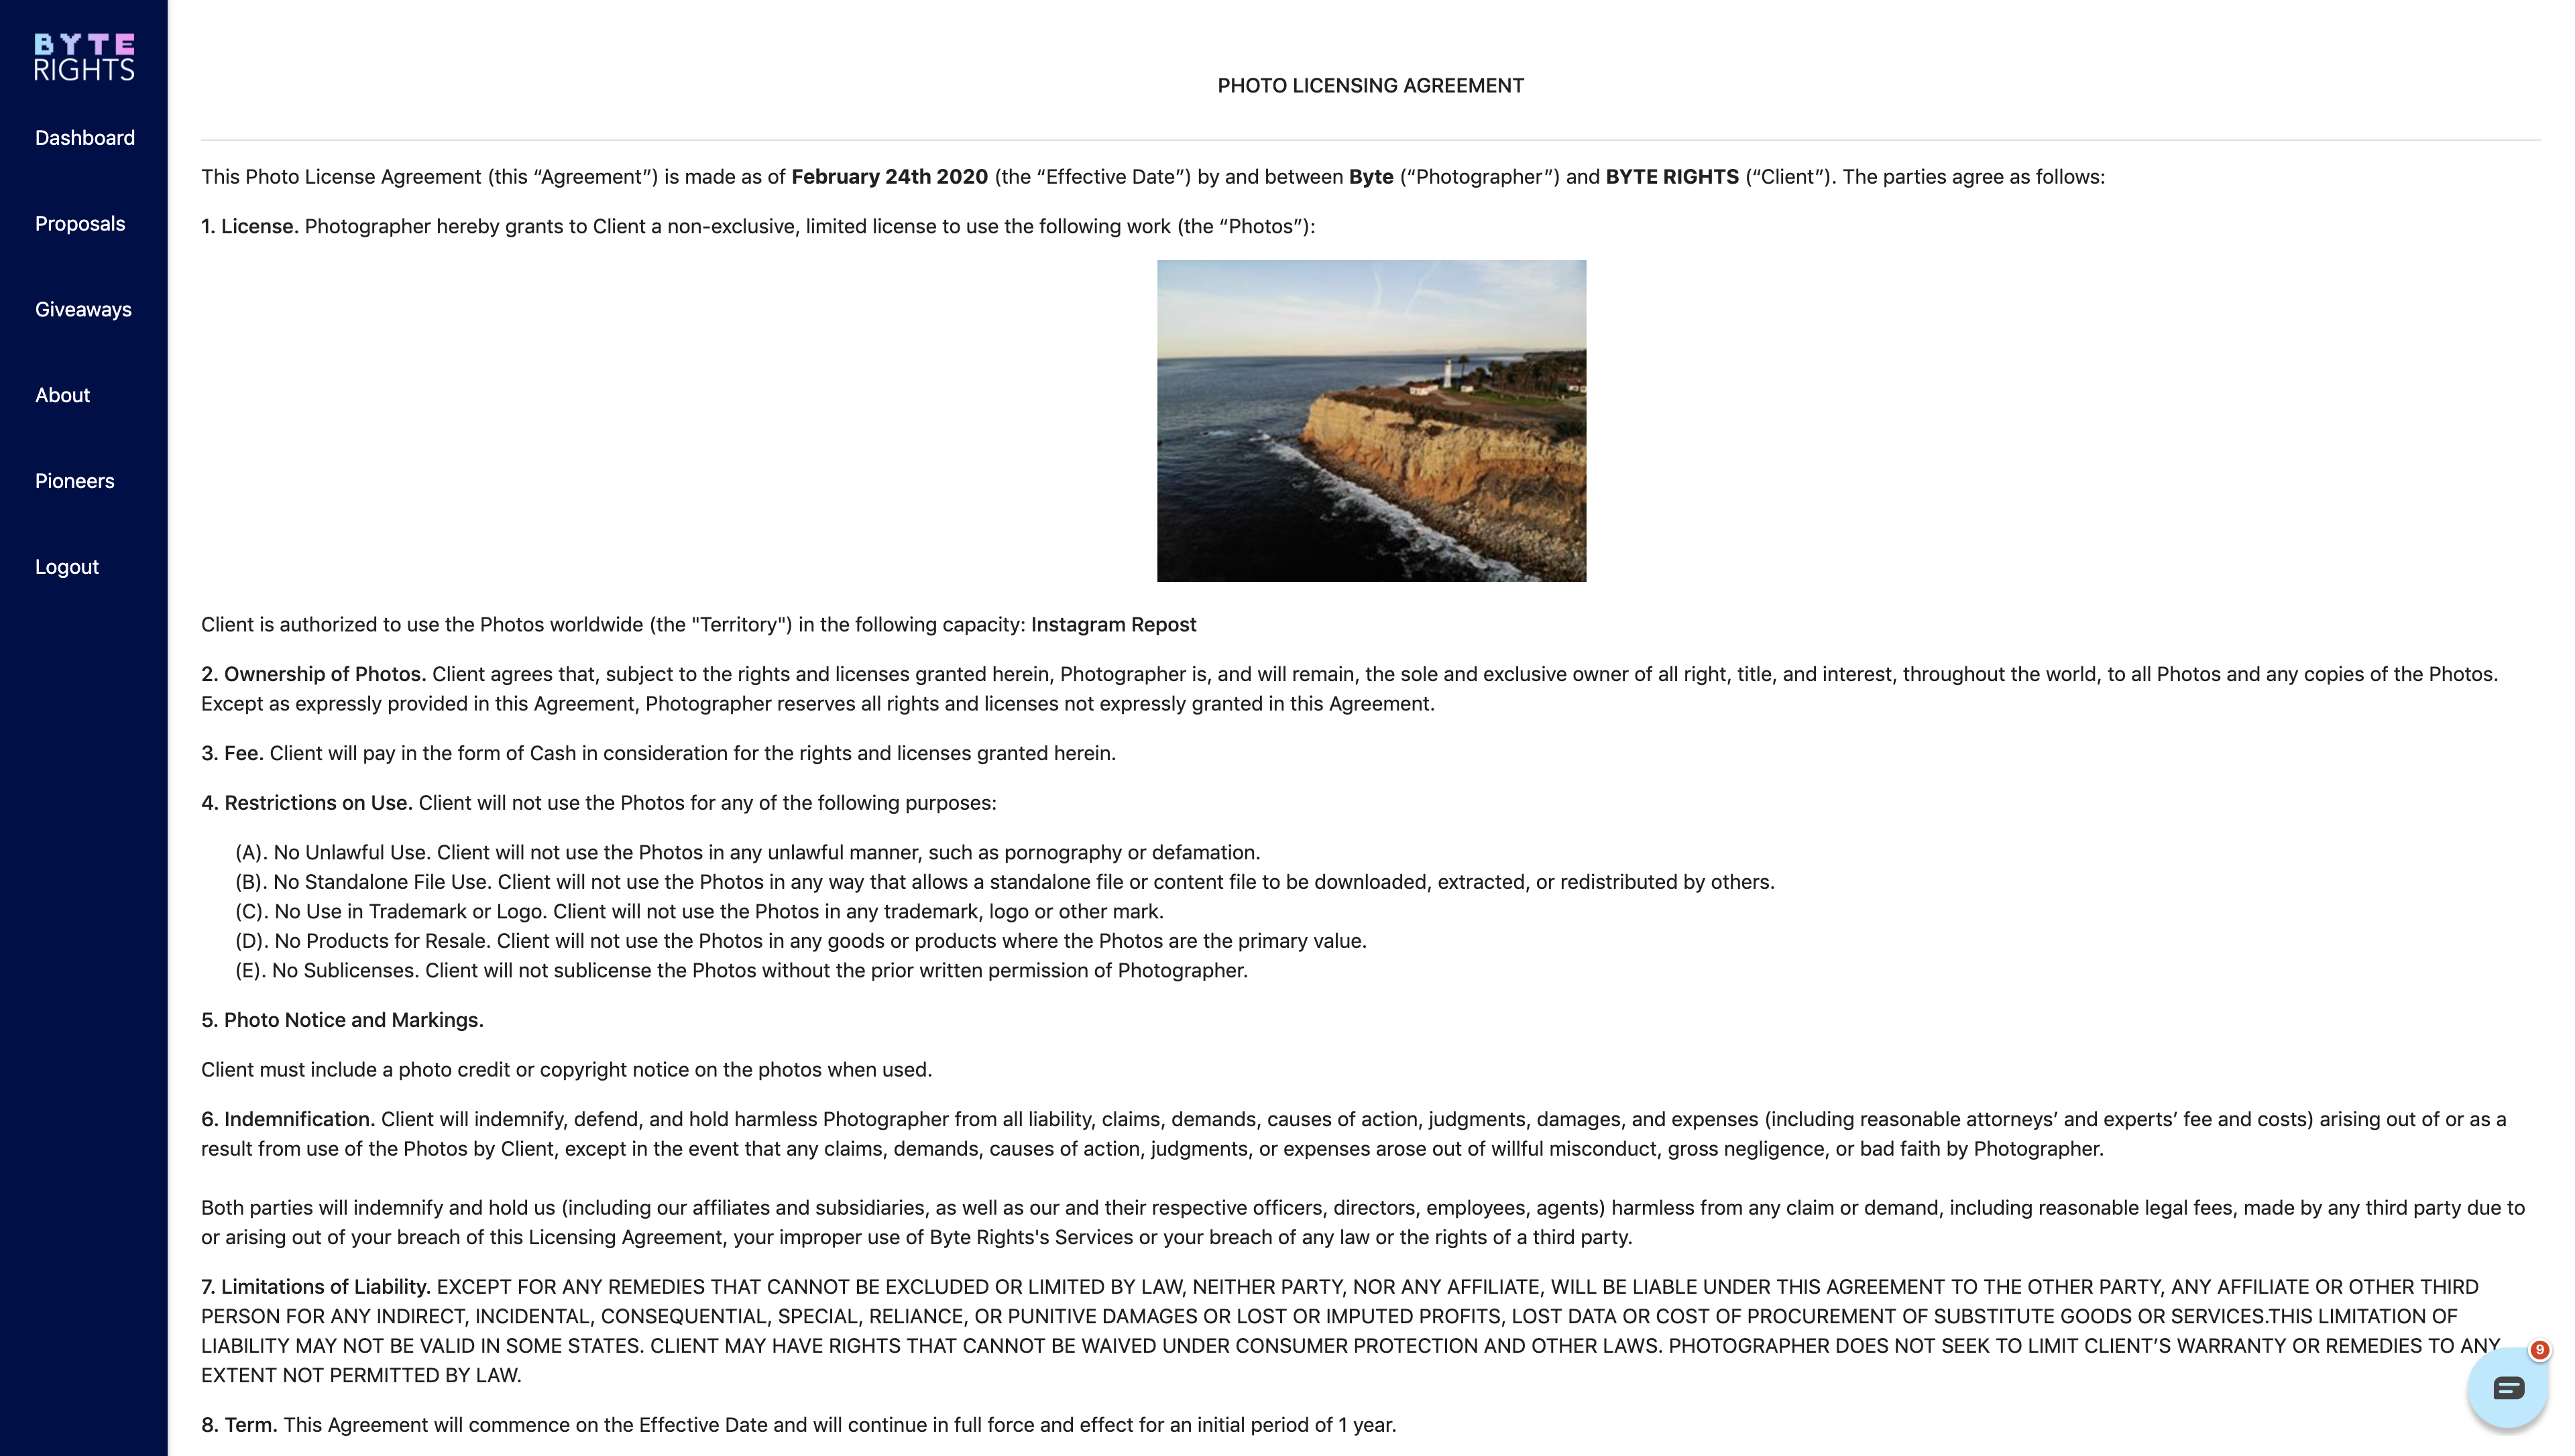 BYTE
RIGHTS
Dashboard
Proposals
Giveaways
About
Pioneers
Logout
PHOTO LICENSING AGREEMENT
This Photo License Agreement (this “Agreement”) is made as of February 24th 2020 (the “Effective Date”) by and between Byte (“Photographer”) and BYTE RIGHTS (“Client”). The parties agree as follows:
1. License. Photographer hereby grants to Client a non-exclusive, limited license to use the following work (the “Photos”):
Client is authorized to use the Photos worldwide (the "Territory") in the following capacity: Instagram Repost
2. Ownership of Photos. Client agrees that, subject to the rights and licenses granted herein, Photographer is, and will remain, the sole and exclusive owner of all right, title, and interest, throughout the world, to all Photos and any copies of the Photos.
Except as expressly provided in this Agreement, Photographer reserves all rights and licenses not expressly granted in this Agreement.
3. Fee. Client will pay in the form of Cash in consideration for the rights and licenses granted herein.
4. Restrictions on Use. Client will not use the Photos for any of the following purposes:
(A). No Unlawful Use. Client will not use the Photos in any unlawful manner, such as pornography or defamation.
(B). No Standalone File Use. Client will not use the Photos in any way that allows a standalone file or content file to be downloaded, extracted, or redistributed by others.
(C). No Use in Trademark or Logo. Client will not use the Photos in any trademark, logo or other mark.
(D). No Products for Resale. Client will not use the Photos in any goods or products where the Photos are the primary value.
(E). No Sublicenses. Client will not sublicense the Photos without the prior written permission of Photographer.
5. Photo Notice and Markings.
Client must include a photo credit or copyright notice on the photos when used.
6. Indemnification. Client will indemnify, defend, and hold harmless Photographer from all liability, claims, demands, causes of action, judgments, damages, and expenses (including reasonable attorneys’ and experts’ fee and costs) arising out of or as a
result from use of the Photos by Client, except in the event that any claims, demands, causes of action, judgments, or expenses arose out of willful misconduct, gross negligence, or bad faith by Photographer.
Both parties will indemnify and hold us (including our affiliates and subsidiaries, as well as our and their respective officers, directors, employees, agents) harmless from any claim or demand, including reasonable legal fees, made by any third party due to
or arising out of your breach of this Licensing Agreement, your improper use of Byte Rights's Services or your breach of any law or the rights of a third party.
7. Limitations of Liability. EXCEPT FOR ANY REMEDIES THAT CANNOT BE EXCLUDED OR LIMITED BY LAW, NEITHER PARTY, NOR ANY AFFILIATE, WILL BE LIABLE UNDER THIS AGREEMENT TO THE OTHER PARTY, ANY AFFILIATE OR OTHER THIRD
PERSON FOR ANY INDIRECT, INCIDENTAL, CONSEQUENTIAL, SPECIAL, RELIANCE, OR PUNITIVE DAMAGES OR LOST OR IMPUTED PROFITS, LOST DATA OR COST OF PROCUREMENT OF SUBSTITUTE GOODS OR SERVICES.THIS LIMITATION OF
LIABILITY MAY NOT BE VALID IN SOME STATES. CLIENT MAY HAVE RIGHTS THAT CANNOT BE WAIVED UNDER CONSUMER PROTECTION AND OTHER LAWS. PHOTOGRAPHER DOES NOT SEEK TO LIMIT CLIENT’S WARRANTY OR REMEDIES TO ANY
EXTENT NOT PERMITTED BY LAW.
9
8. Term. This Agreement will commence on the Effective Date and will continue in full force and effect for an initial period of 1 year.